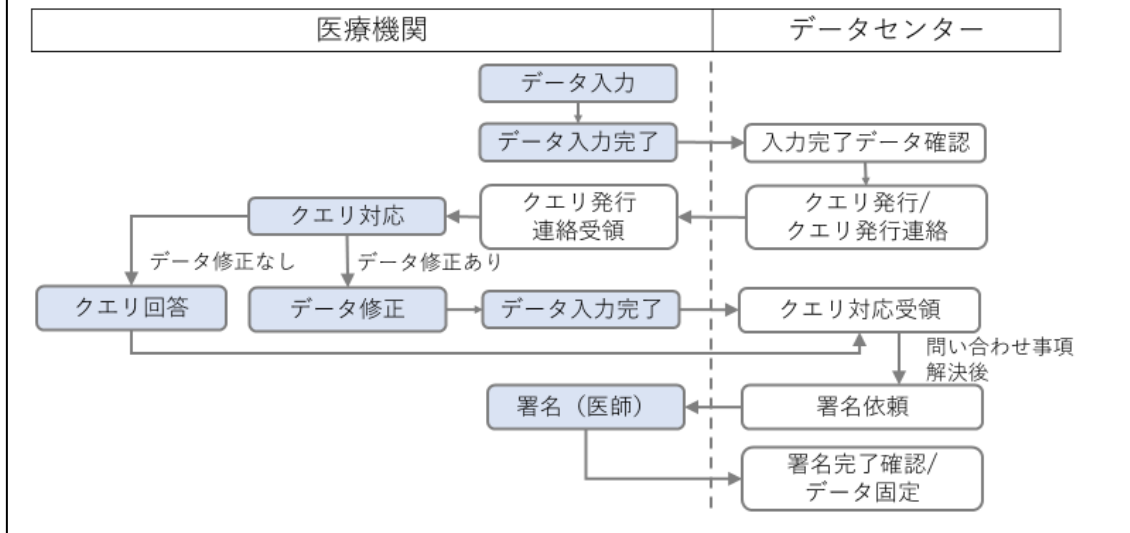 医療機関
データセンター
データ入力
データ入力完了
入力完了データ確認
クエリ発行/
クエリ発行連絡
クエリ発行
連絡受領
クエリ対応
データ修正なし
データ修正あり
クエリ回答
データ修正
データ入力完了
クエリ対応受領
問い合わせ事項
解決後
署名（医師）
署名依頼
署名完了確認/
データ固定